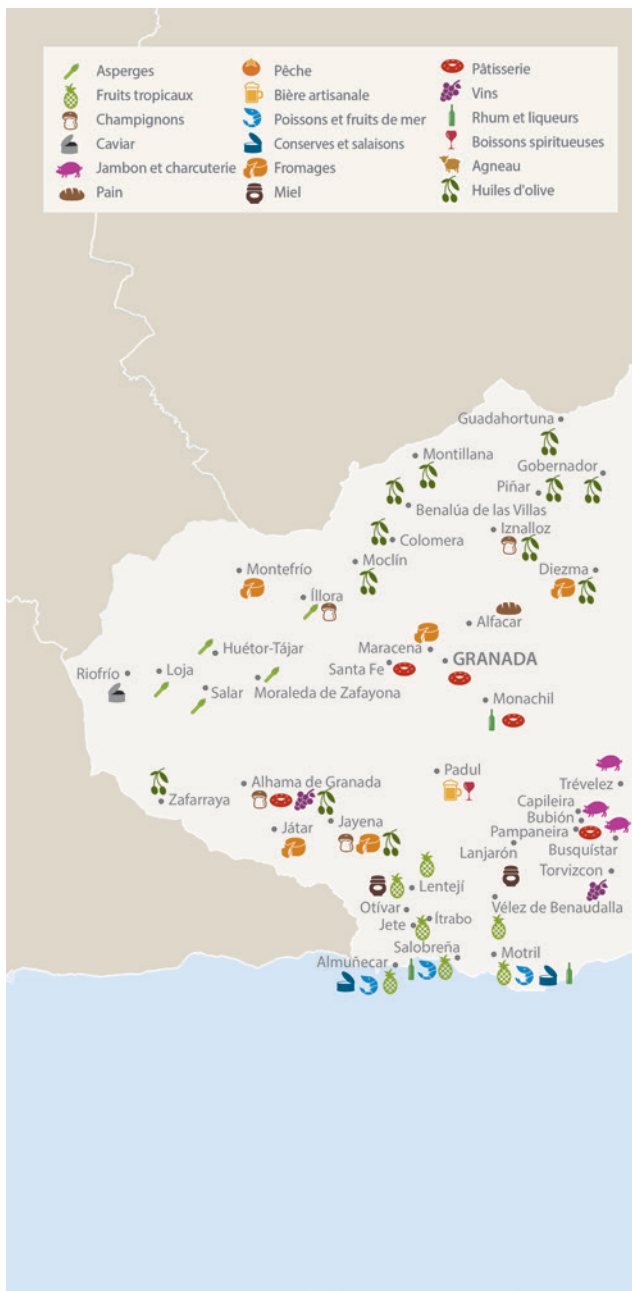 Asperges
Fruits tropicaux
Champignons
Caviar
Jambon et charcuterie
Pain
Pêche
Bière artisanale
Poissons et fruits de mer
Conserves et salaisons
Fromages
Miel
Pâtisserie
Vins
Rhum et liqueurs
Boissons spiritueuses
Agneau
Huiles d'olive
Guadahortuna
Montillana
Gobernador
Piñar
Benalúa de las Villas
Iznalloz
Colomera
Moclín
Montefrío
Diezma
Íllora
Alfacar
Huétor-Tájar
Maracena
GRANADA
Santa Fe
Riofrío
Loja
Salar
Moraleda de Zafayona
Monachil
Padul
Alhama de Granada
Trévelez
Zafarraya
Capileira
Bubión
Pampaneira
Játar
Jayena
Busquístar
Lanjarón
Torvizcon
Lentejí
Vélez de Benaudalla
Otívar
Ítrabo
Jete
Salobreña
Motril
Almuñecar